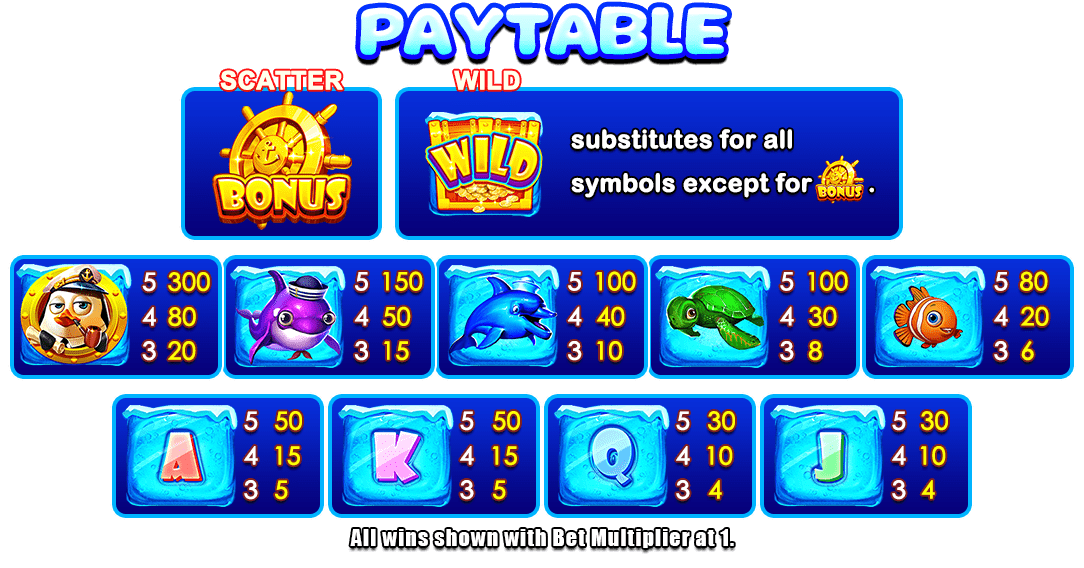 PAYTABLE
SCATTER WILD
BONUS
WILD
substitutes for all
symbols except for BONUS .
5 300 5 150 5 100 5 100 5 80
4 80 4 50 4 40 4 30 4 20
3 20 3 15 3 10 3 8 3 6
A K Q J
5 50 5 50 5 30 5 30
4 15 4 15 4 10 4 10
3 5 3 5 3 4 3 4
All wins shown with Bet Multiplier at 1.